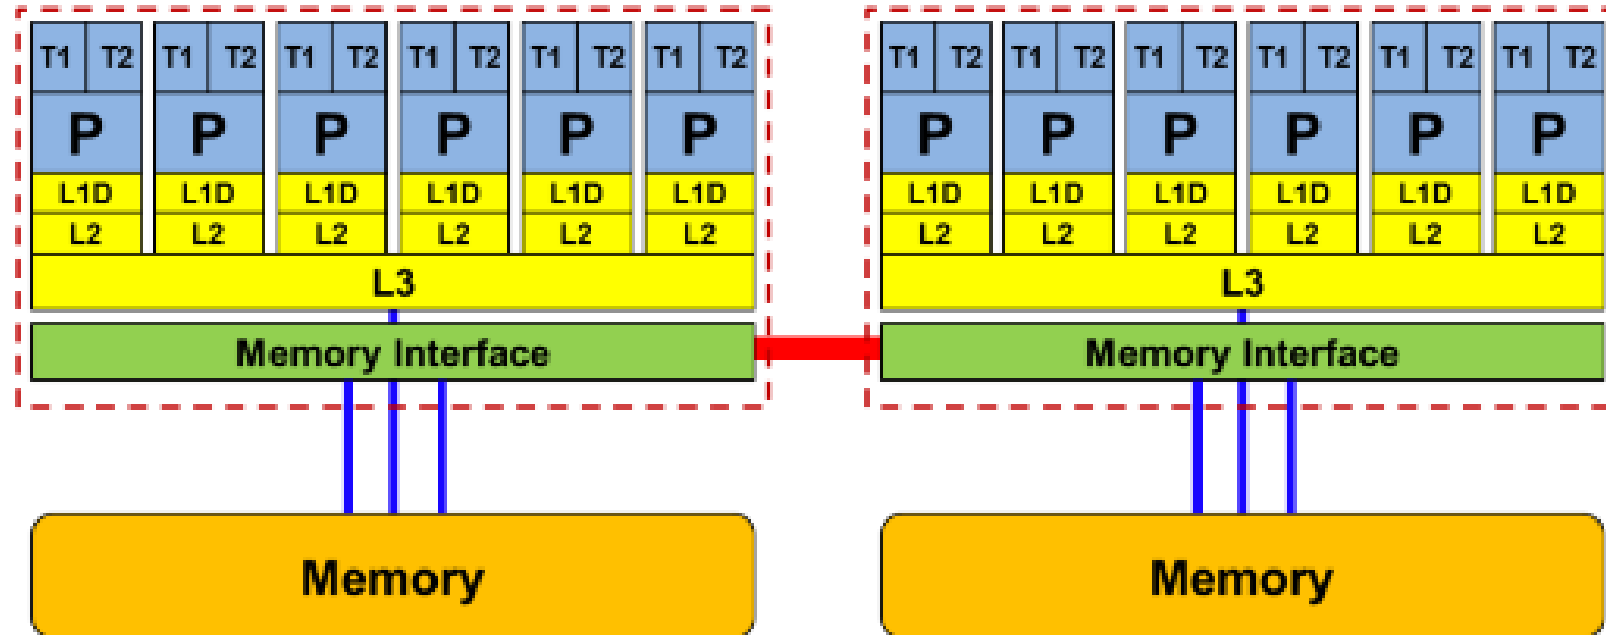 T1 T2 T1 T2 T1 T2 T1 T2 T1 T2 T1 T2 T1 T2 T1 T2 T1 T2 T1 T2 T1 T2 T1 T2
P P P P P P P P P P P P
L1D L1D L1D L1D L1D L1D L1D L1D L1D L1D L1D L1D
L2 L2 L2 L2 L2 L2 L2 L2 L2 L2 L2 L2
L3 L3
Memory Interface Memory Interface
Memory Memory